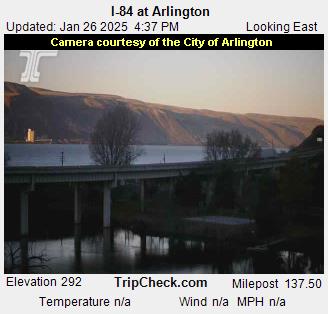 I-84 at Arlington
Updated: Jan 26 2025 4:37 PM Looking East
Camera courtesy of the City of Arlington
Elevation 292 TripCheck.com Milepost 137.50
Temperature n/a Wind n/a MPH n/a